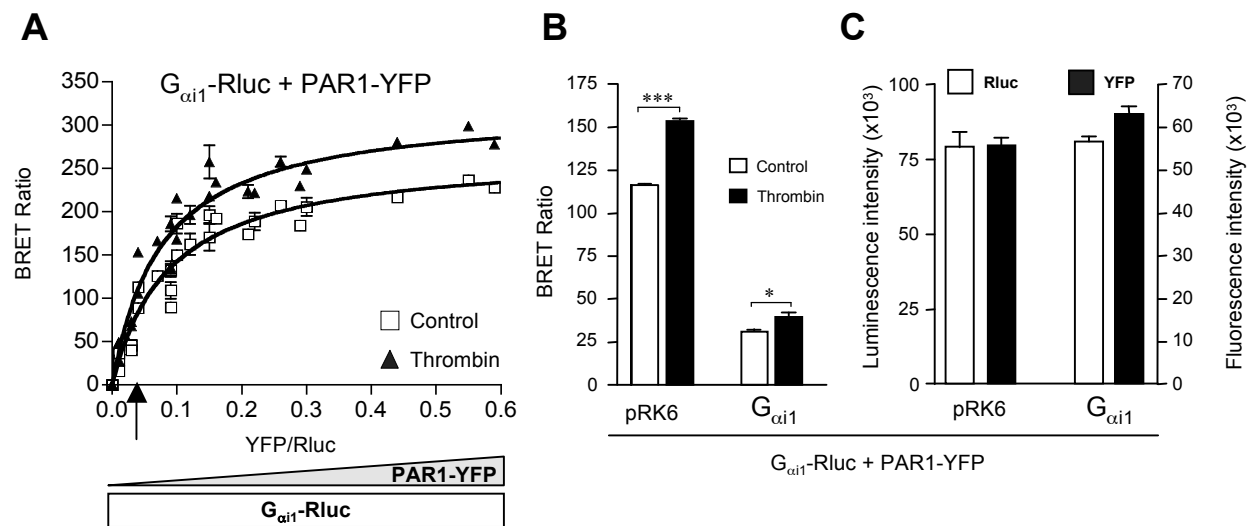 A
Gαi1-Rluc + PAR1-YFP
BRET Ratio
350
300
250
200
150
100
50
0
0.0 0.1 0.2 0.3 0.4 0.5 0.6
Control
Thrombin
YFP/Rluc
PAR1-YFP
Gαi1-Rluc
B
BRET Ratio
175
150
125
100
75
50
25
0
***
*
Control
Thrombin
pRK6 Gαi1
C
Rluc YFP
Luminescence intensity (x10³)
100
75
50
25
0
70
60
50
40
30
20
10
0
Fluorescence intensity (x10³)
pRK6 Gαi1
Gαi1-Rluc + PAR1-YFP